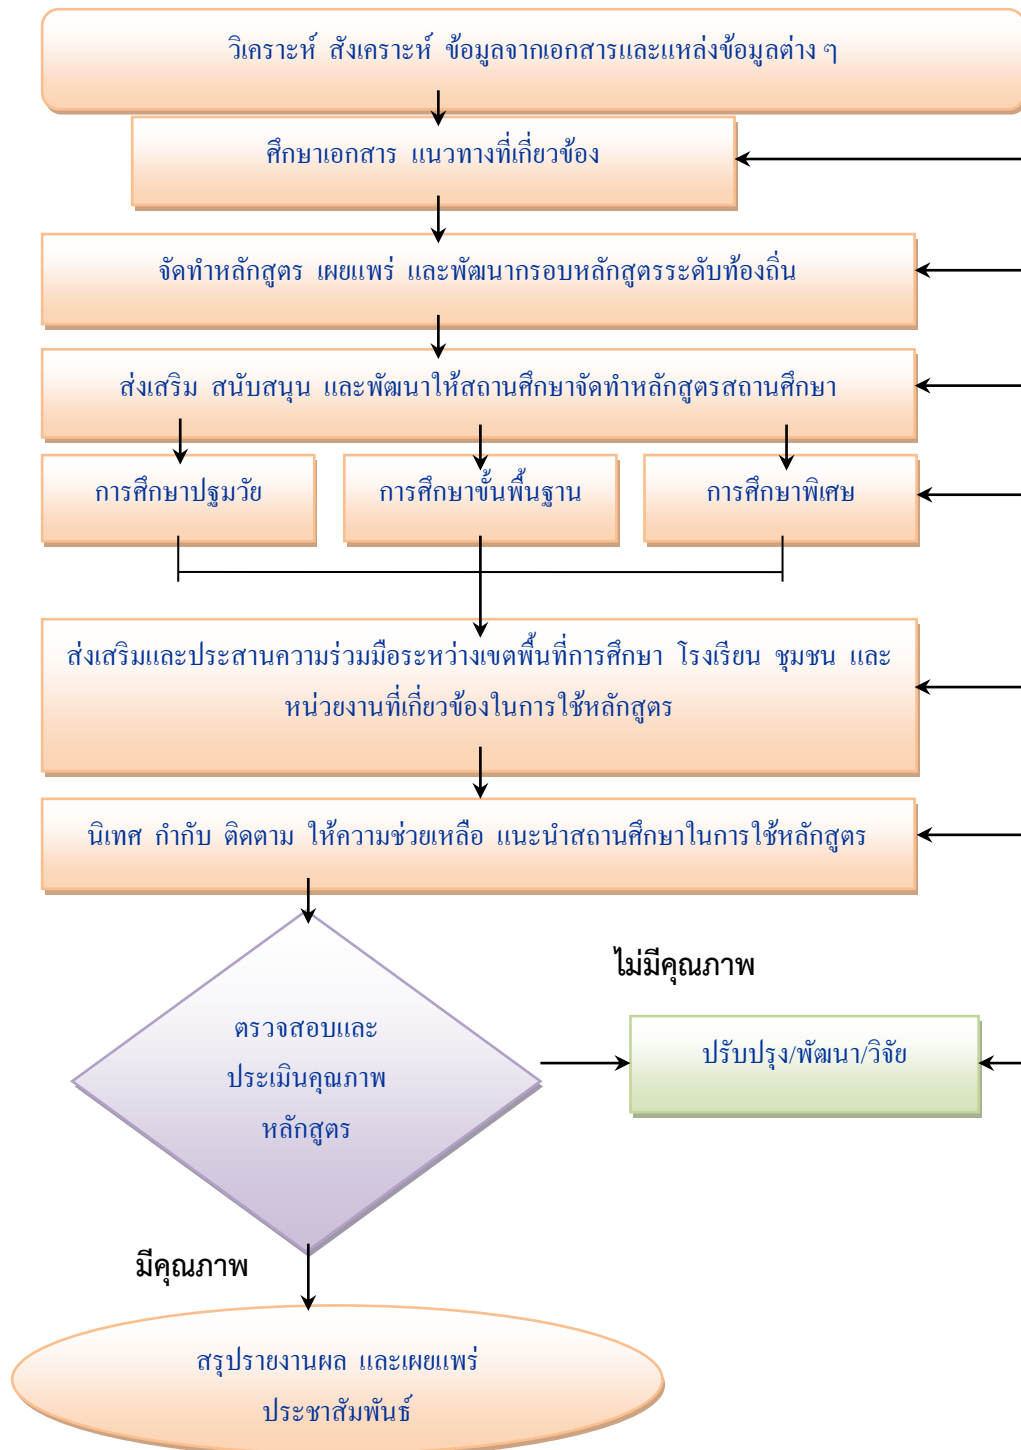 วิเคราะห์ สังเคราะห์ ข้อมูลจากเอกสารและแหล่งข้อมูลต่าง ๆ
ศึกษาเอกสาร แนวทางที่เกี่ยวข้อง
จัดทำหลักสูตร เผยแพร่ และพัฒนากรอบหลักสูตรระดับท้องถิ่น
ส่งเสริม สนับสนุน และพัฒนาให้สถานศึกษาจัดทำหลักสูตรสถานศึกษา
การศึกษาปฐมวัย
การศึกษาขั้นพื้นฐาน
การศึกษาพิเศษ
ส่งเสริมและประสานความร่วมมือระหว่างเขตพื้นที่การศึกษา โรงเรียน ชุมชน และ
หน่วยงานที่เกี่ยวข้องในการใช้หลักสูตร
นิเทศ กำกับ ติดตาม ให้ความช่วยเหลือ แนะนำสถานศึกษาในการใช้หลักสูตร
ไม่มีคุณภาพ
ตรวจสอบและ
ประเมินคุณภาพ
หลักสูตร
ปรับปรุง/พัฒนา/วิจัย
มีคุณภาพ
สรุปรายงานผล และเผยแพร่
ประชาสัมพันธ์